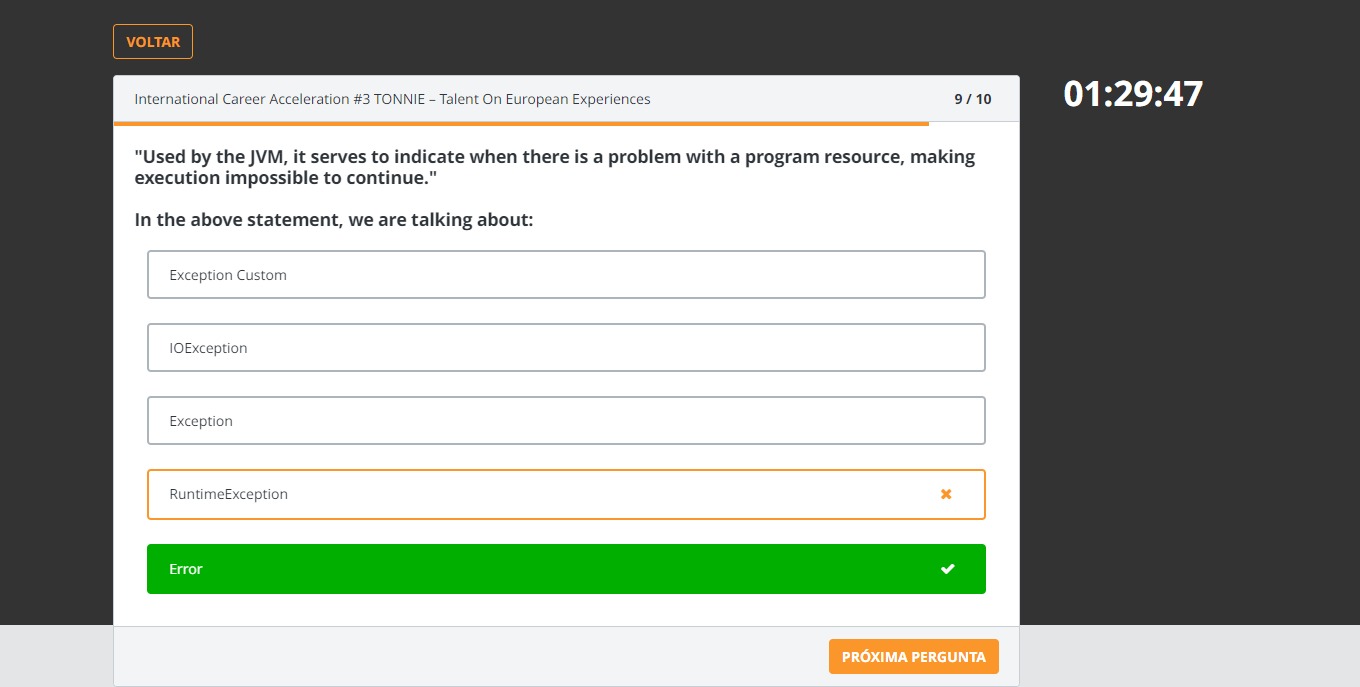 VOLTAR
International Career Acceleration #3 TONNIE – Talent On European Experiences
9 / 10
01:29:47
"Used by the JVM, it serves to indicate when there is a problem with a program resource, making
execution impossible to continue."
In the above statement, we are talking about:
Exception Custom
IOException
Exception
RuntimeException
Error
PRÓXIMA PERGUNTA